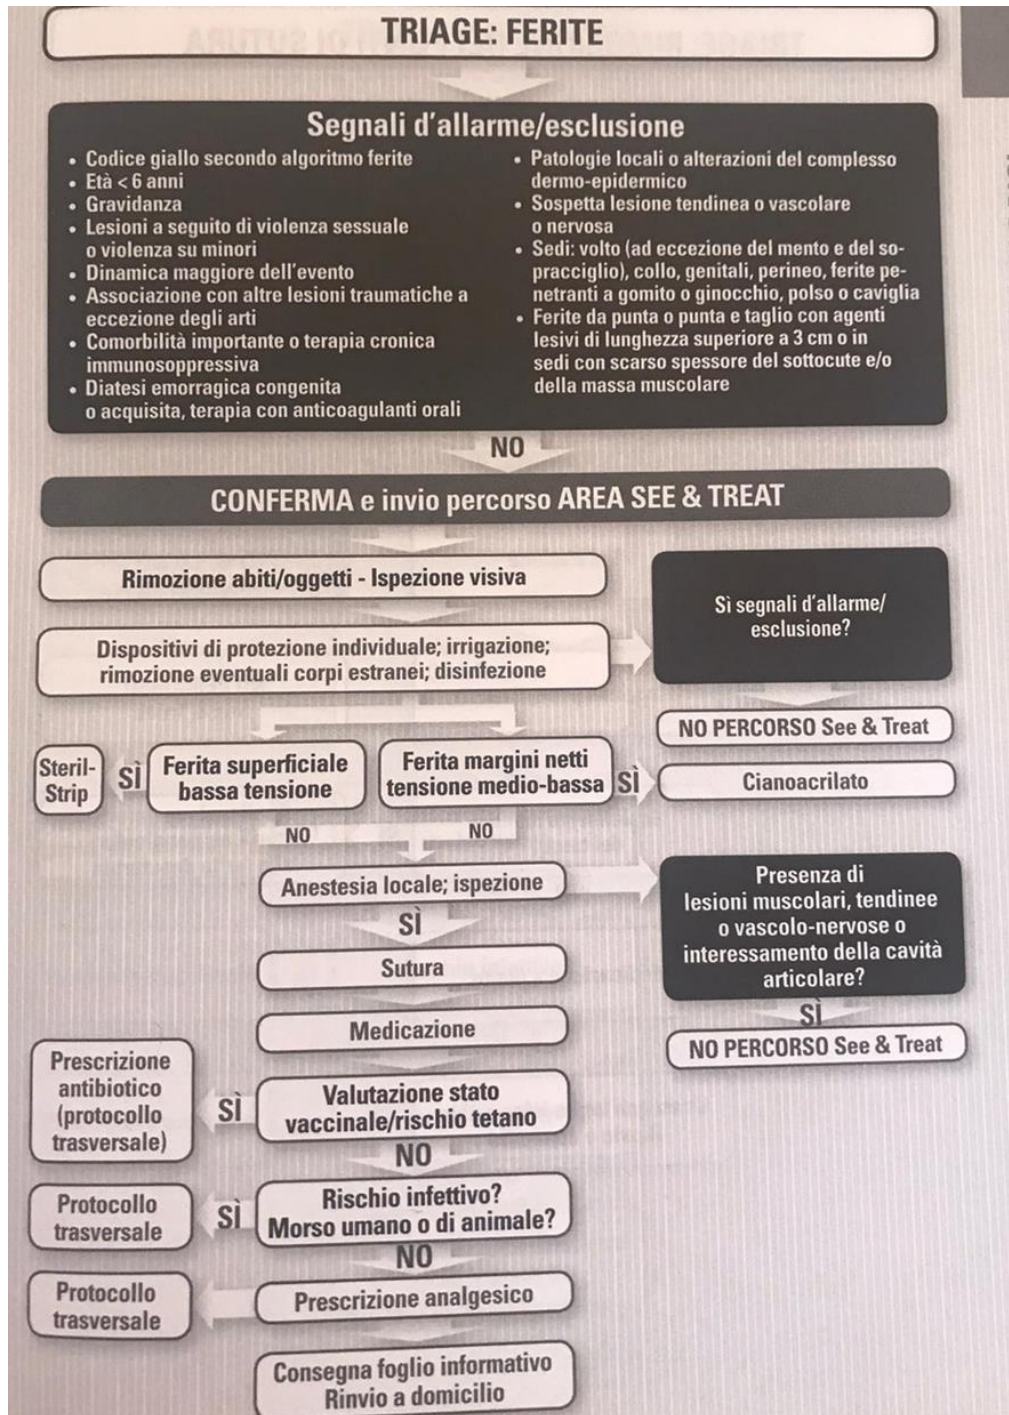 TRIAGE: FERITE
Segnali d'allarme/esclusione
• Codice giallo secondo algoritmo ferite
• Età < 6 anni
• Gravidanza
• Lesioni a seguito di violenza sessuale
o violenza su minori
• Dinamica maggiore dell'evento
• Associazione con altre lesioni traumatiche a
eccezione degli arti
• Comorbilità importante o terapia cronica
immunosoppressiva
• Diatesi emorragica congenita
o acquisita, terapia con anticoagulanti orali
• Patologie locali o alterazioni del complesso
dermo-epidermico
• Sospetta lesione tendinea o vascolare
o nervosa
• Sedi: volto (ad eccezione del mento e del so-
pracciglio), collo, genitali, perineo, ferite pe-
netranti a gomito o ginocchio, polso o caviglia
• Ferite da punta o punta e taglio con agenti
lesivi di lunghezza superiore a 3 cm o in
sedi con scarso spessore del sottocute e/o
della massa muscolare
NO
CONFERMA e invio percorso AREA SEE & TREAT
Rimozione abiti/oggetti - Ispezione visiva
Dispositivi di protezione individuale; irrigazione;
rimozione eventuali corpi estranei; disinfezione
Sì segnali d'allarme/
esclusione?
NO PERCORSO See & Treat
Steril-
Strip
SÌ
Ferita superficiale
bassa tensione
Ferita margini netti
tensione medio-bassa
SÌ
Cianoacrilato
NO
NO
Anestesia locale; ispezione
Presenza di
lesioni muscolari, tendinee
o vascolo-nervose o
interessamento della cavità
articolare?
SÌ
NO PERCORSO See & Treat
SÌ
Sutura
Medicazione
Valutazione stato
vaccinale/rischio tetano
SÌ
Prescrizione
antibiotico
(protocollo
trasversale)
NO
Rischio infettivo?
Morso umano o di animale?
SÌ
Protocollo
trasversale
NO
Prescrizione analgesico
Protocollo
trasversale
Consegna foglio informativo
Rinvio a domicilio